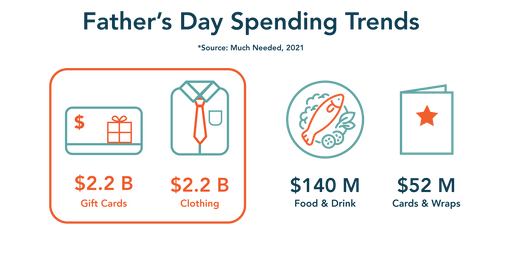 Father's Day Spending Trends
*Source: Much Needed, 2021
$
$2.2 B
Gift Cards
$2.2 B
Clothing
$140 M
Food & Drink
$52 M
Cards & Wraps